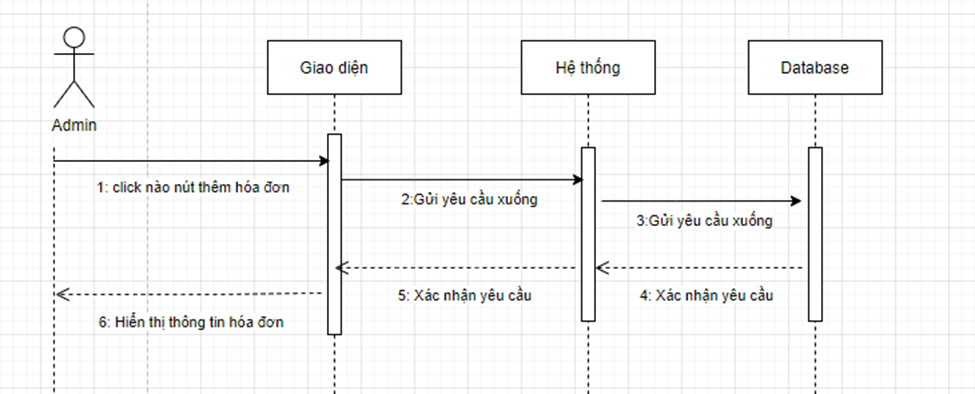 Giao diện
Hệ thống
Database
Admin
1: click nào nút thêm hóa đơn
2:Gửi yêu cầu xuống
3:Gửi yêu cầu xuống
5: Xác nhận yêu cầu
4: Xác nhận yêu cầu
6: Hiển thị thông tin hóa đơn